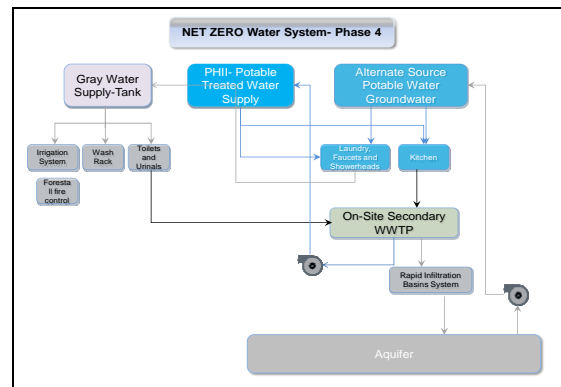 NET ZERO Water System- Phase 4
Gray Water
Supply-Tank
PHII- Potable
Treated Water
Supply
Alternate Source
Potable Water
Groundwater
Irrigation
System
Wash
Rack
Toilets
and
Urinals
Laundry,
Faucets and
Showerheads
Kitchen
Foresta
ll fire
control
On-Site Secondary
WWTP
Rapid Infiltration
Basins System
Aquifer